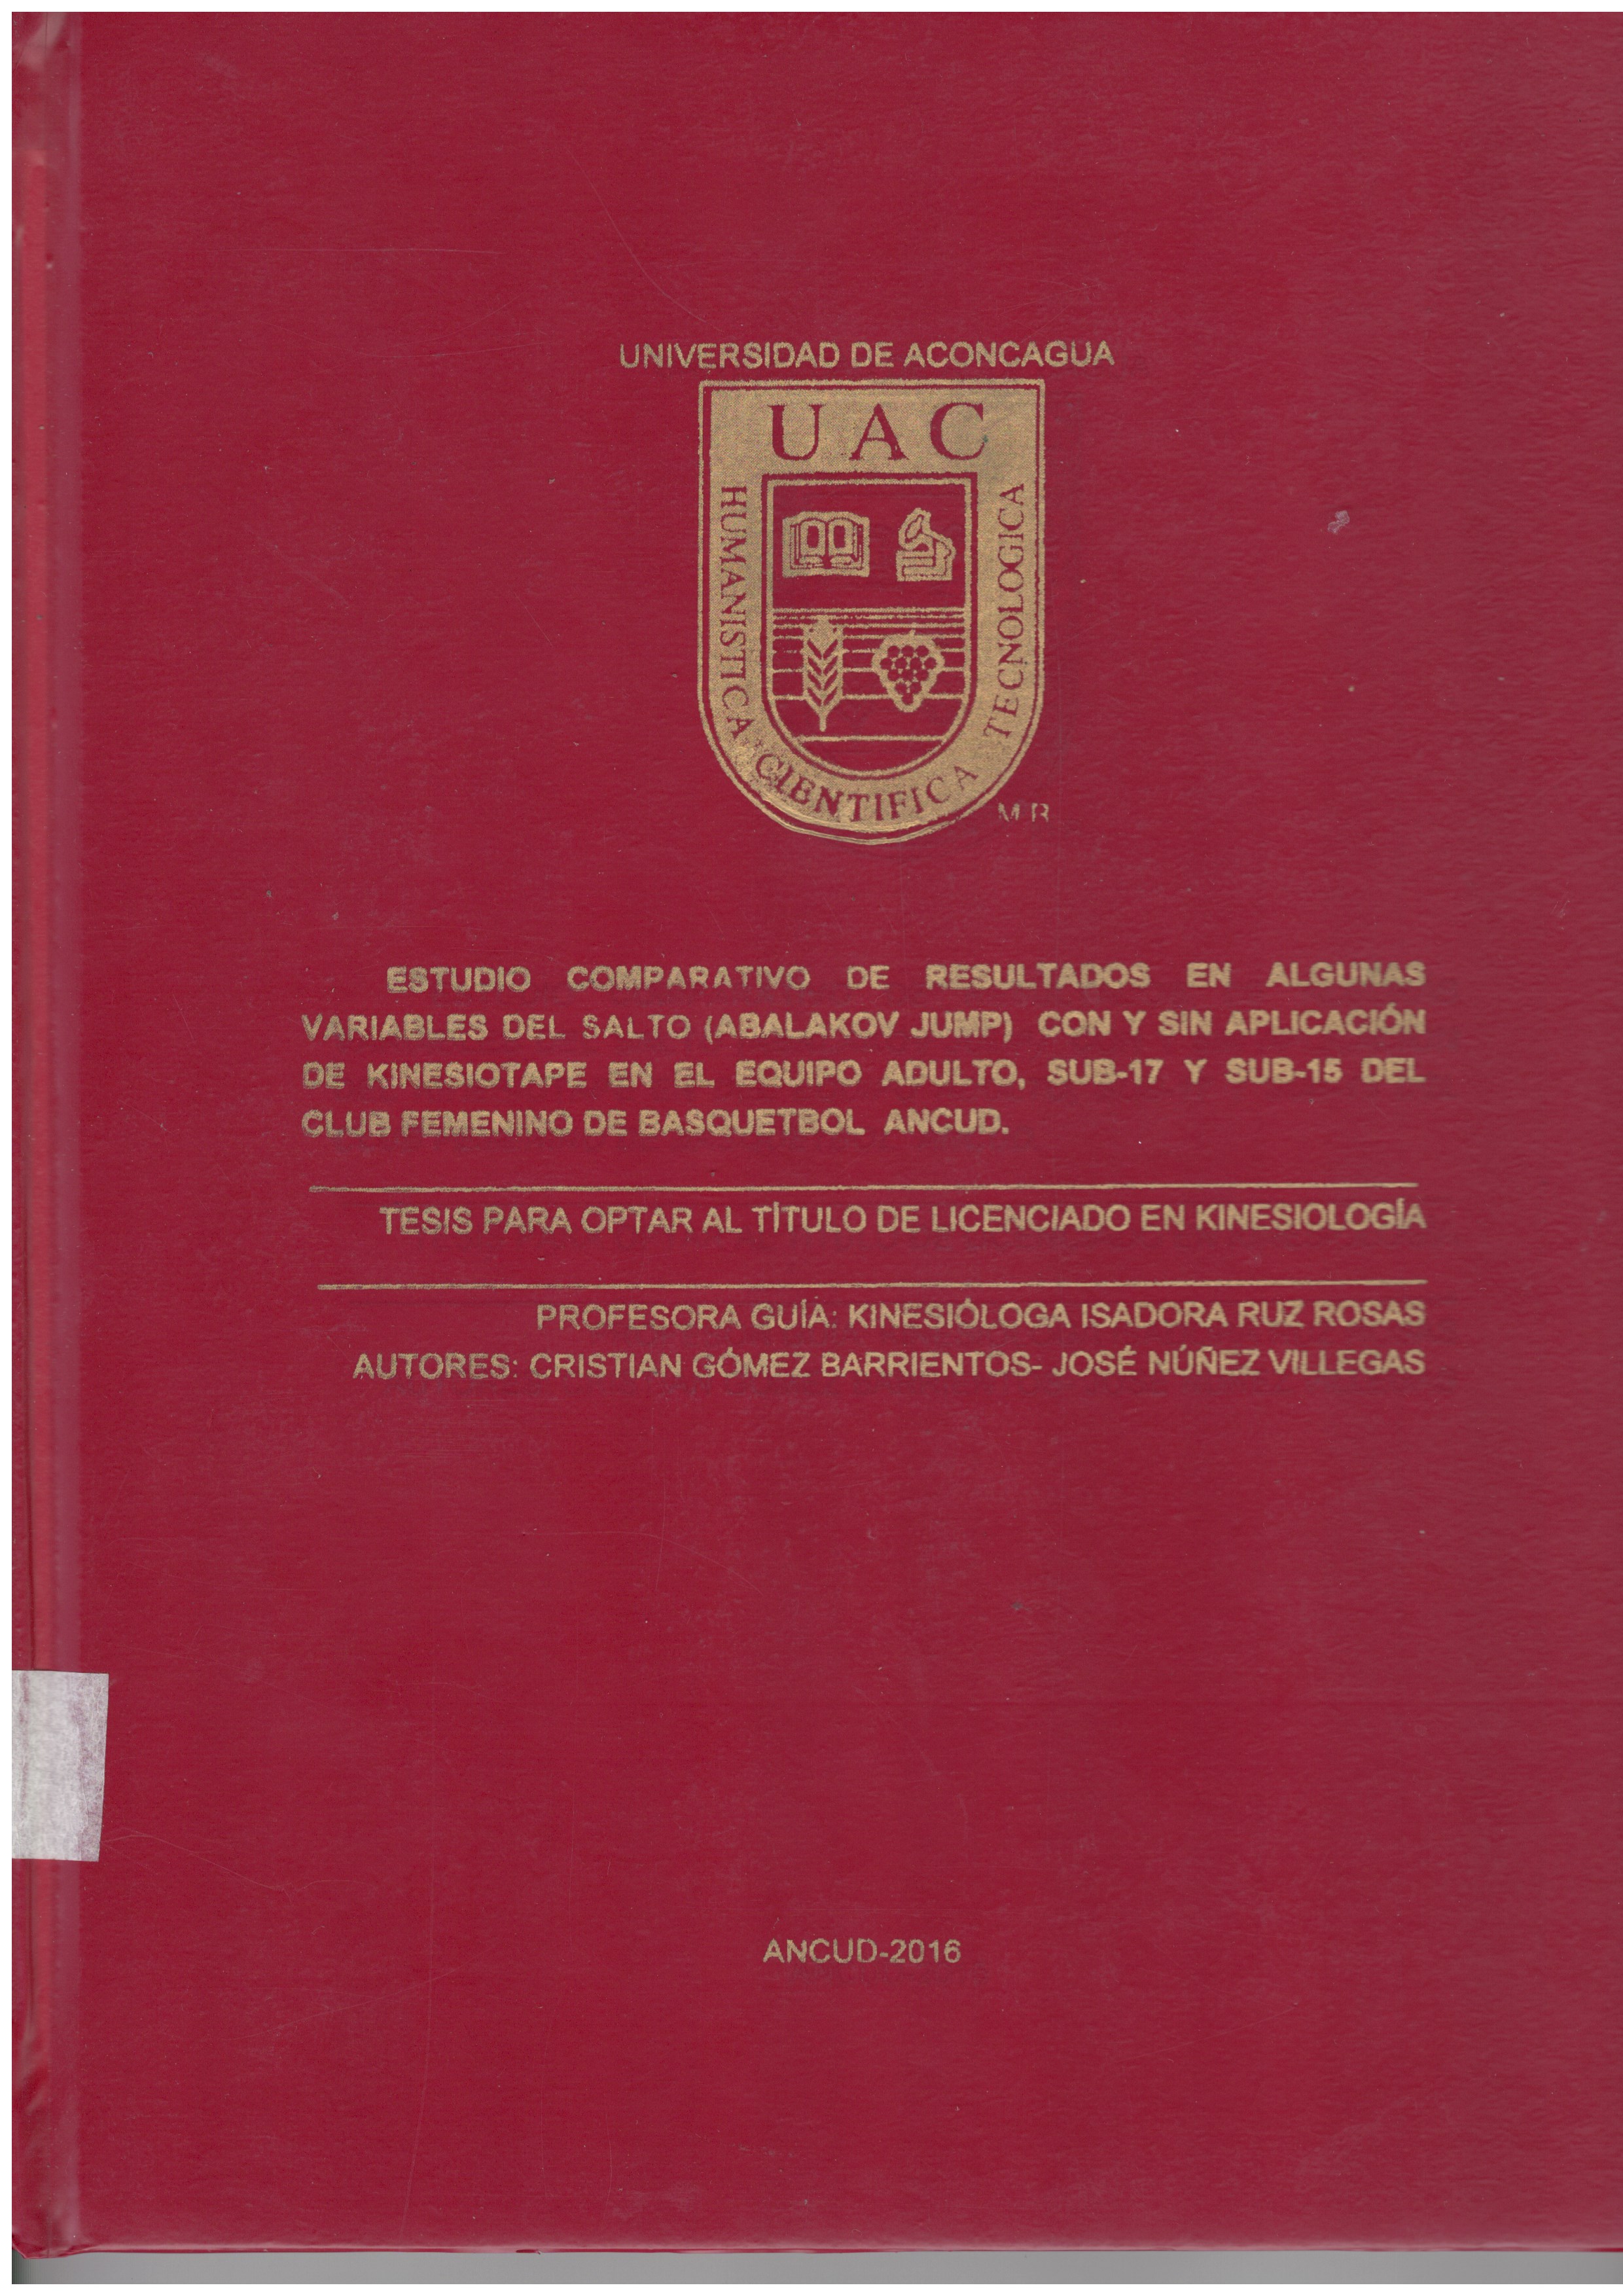 UNIVERSIDAD DE ACONCAGUA
UAC
HUMANISTICA CIENTIFICA TECNOLOGICA
MR
ESTUDIO COMPARATIVO DE RESULTADOS EN ALGUNAS
VARIABLES DEL SALTO (ABALAKOV JUMP) CON Y SIN APLICACIÓN
DE KINESIOTAPE EN EL EQUIPO ADULTO, SUB-17 Y SUB-15 DEL
CLUB FEMENINO DE BASQUETBOL ANCUD.
TESIS PARA OPTAR AL TÍTULO DE LICENCIADO EN KINESIOLOGÍA
PROFESORA GUÍA: KINESIÓLOGA ISADORA RUZ ROSAS
AUTORES: CRISTIAN GÓMEZ BARRIENTOS- JOSÉ NÚÑEZ VILLEGAS
ANCUD-2016